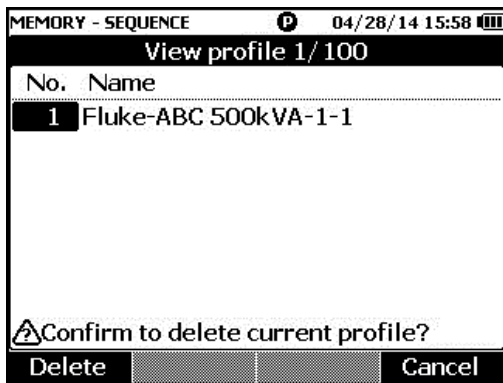 MEMORY - SEQUENCE P 04/28/14 15:58
View profile 1/100
No. Name
1 Fluke-ABC 500kVA-1-1
Confirm to delete current profile?
Delete Cancel